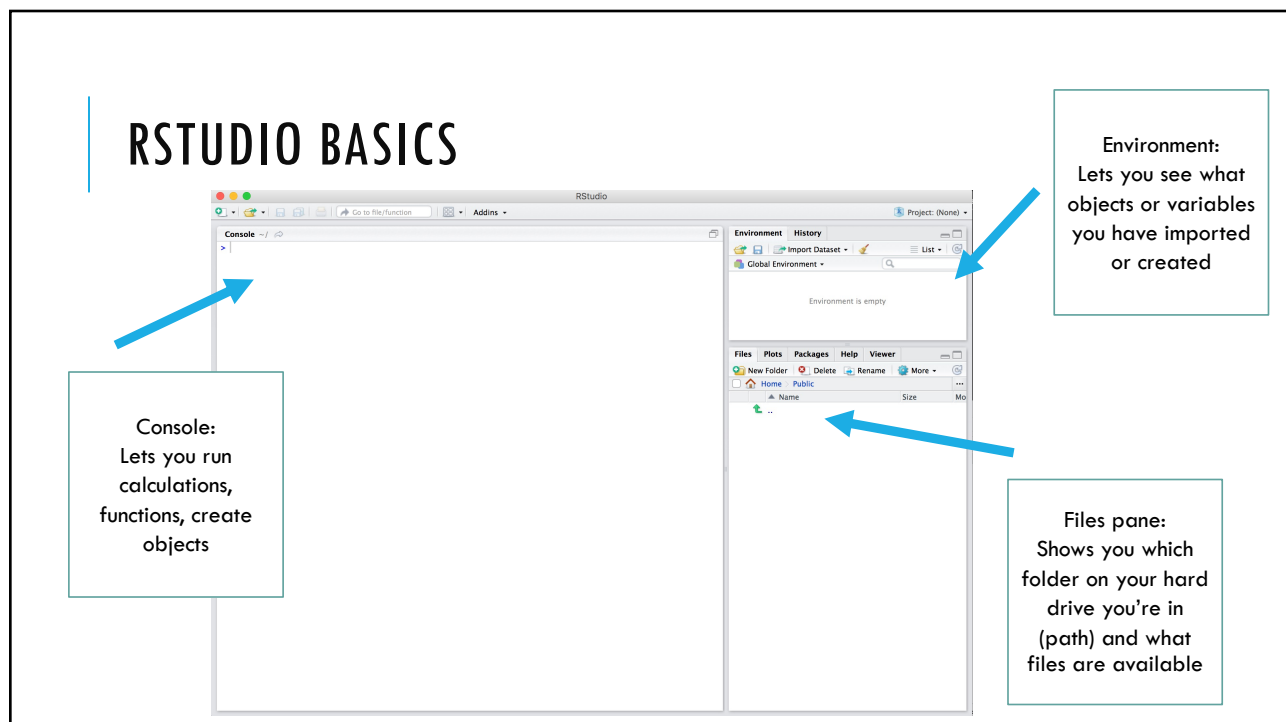 RSTUDIO BASICS
Environment:
Lets you see what
objects or variables
you have imported
or created
RStudio
Go to file/function
Addins
Project: (None)
Console ~/
>
Environment History
Import Dataset
List
Global Environment
Environment is empty
Files Plots Packages Help Viewer
New Folder Delete Rename More
Home Public
...
Name Size Mo
..
Console:
Lets you run
calculations,
functions, create
objects
Files pane:
Shows you which
folder on your hard
drive you’re in
(path) and what
files are available